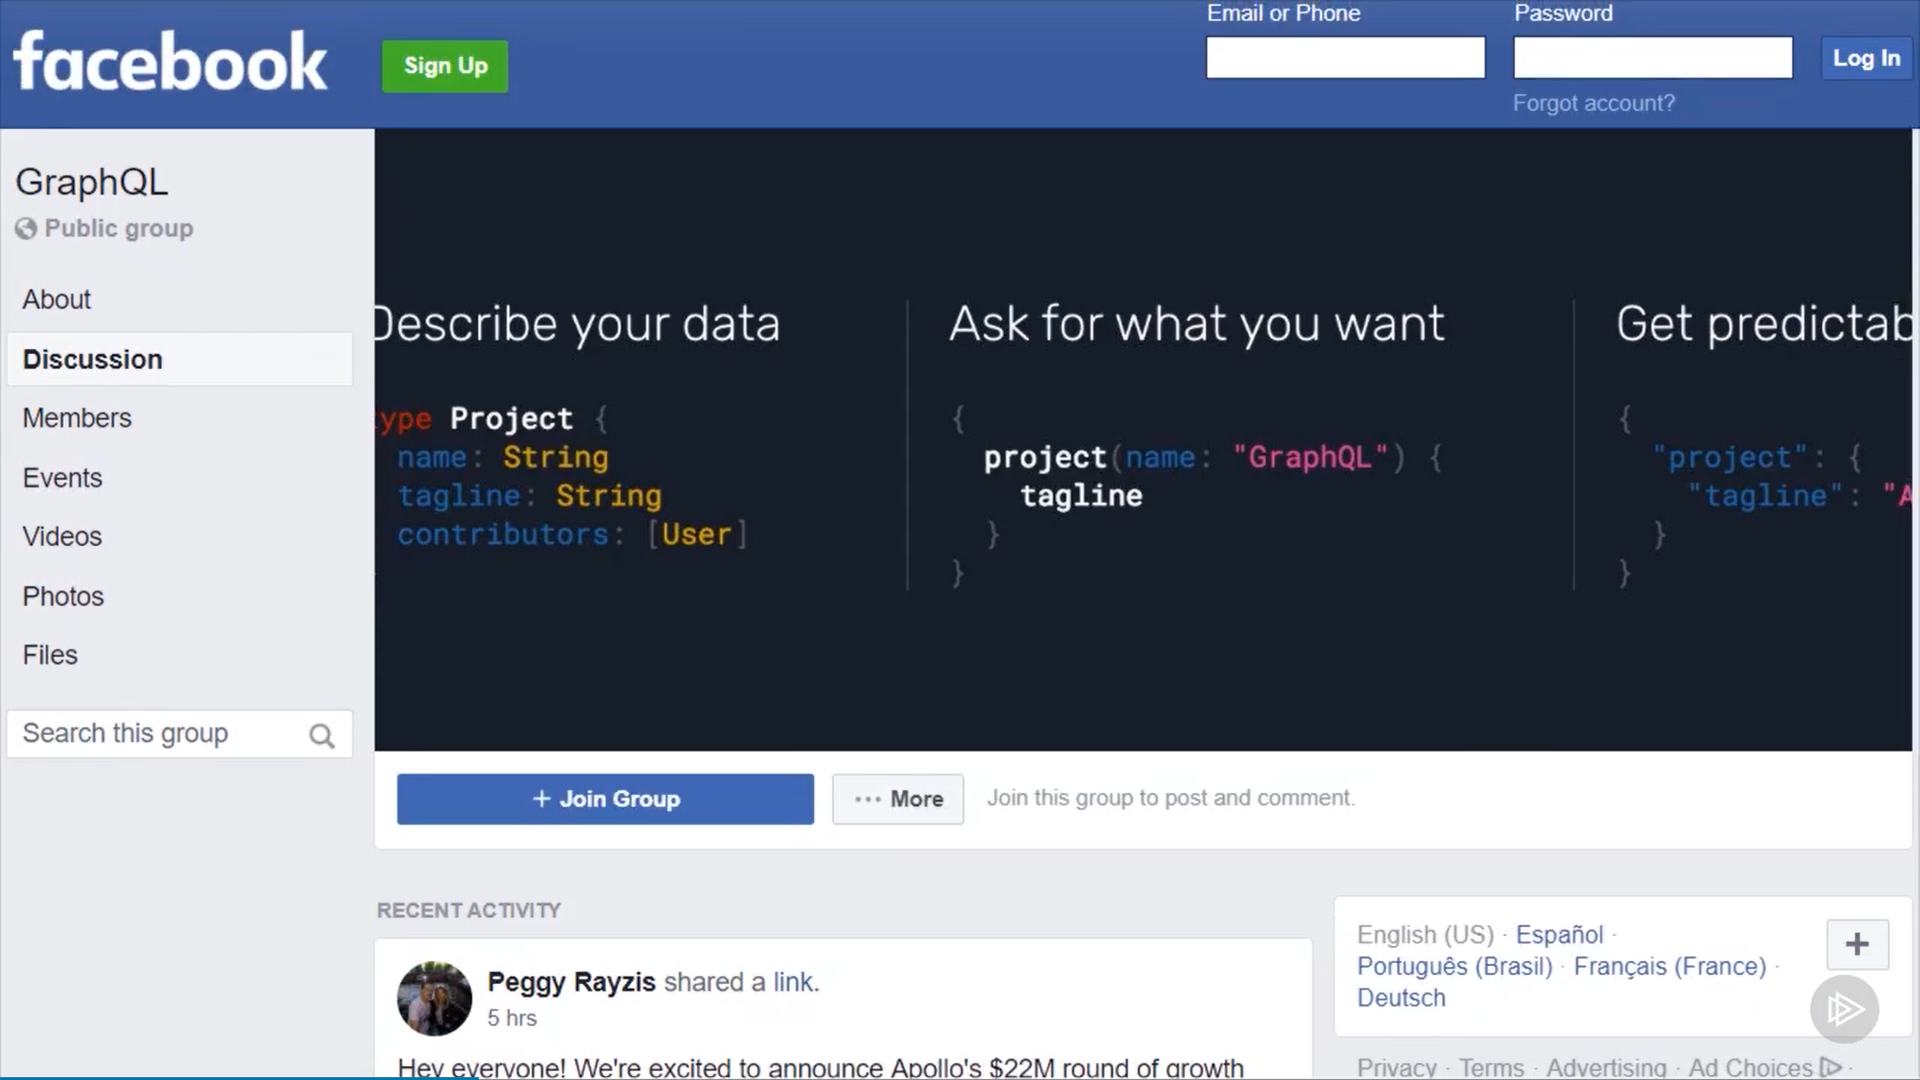 facebook
Sign Up
Email or Phone
Password
Log In
Forgot account?
GraphQL
Public group
About
Discussion
Members
Events
Videos
Photos
Files
Search this group
Describe your data
type Project {
name: String
tagline: String
contributors: [User]
Ask for what you want
{
project(name: "GraphQL") {
tagline
}
}
Get predictab
{
"project": {
"tagline": "A
}
}
+ Join Group
··· More
Join this group to post and comment.
RECENT ACTIVITY
Peggy Rayzis shared a link.
5 hrs
Hey everyone! We're excited to announce Apollo's $22M round of growth
English (US) · Español ·
Português (Brasil) · Français (France) ·
Deutsch
+
Privacy · Terms · Advertising · Ad Choices ·